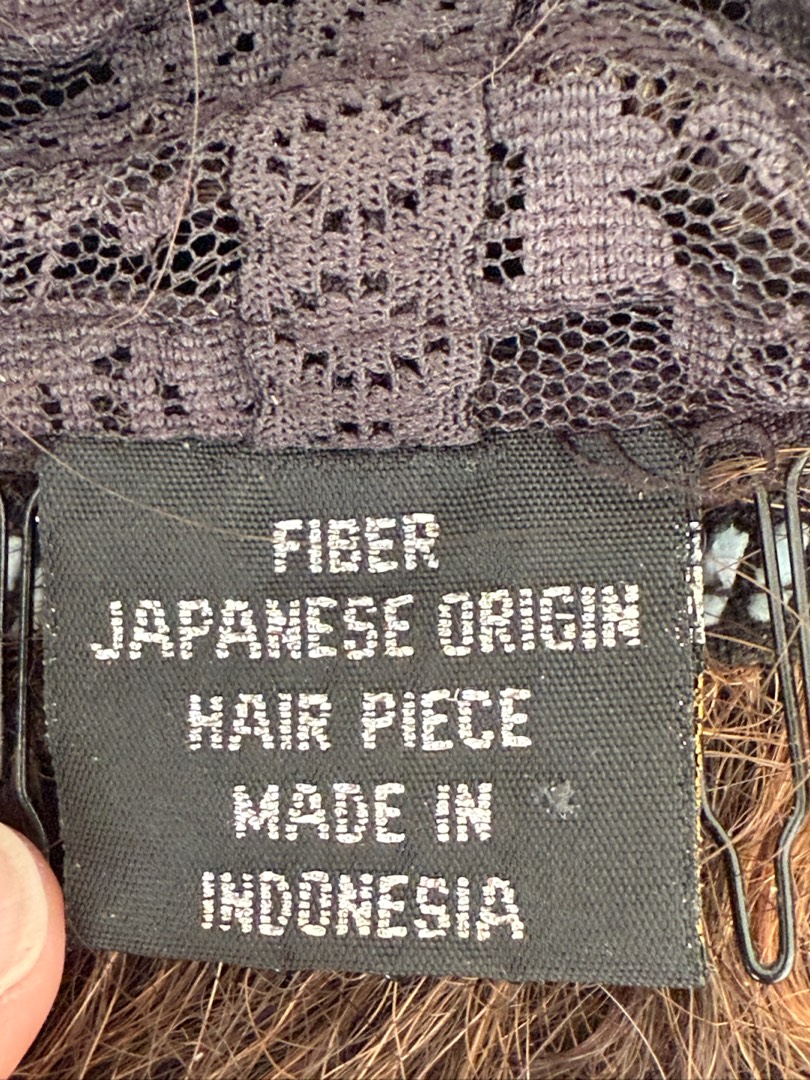 FIBER
JAPANESE ORIGIN
HAIR PIECE
MADE IN
INDONESIA